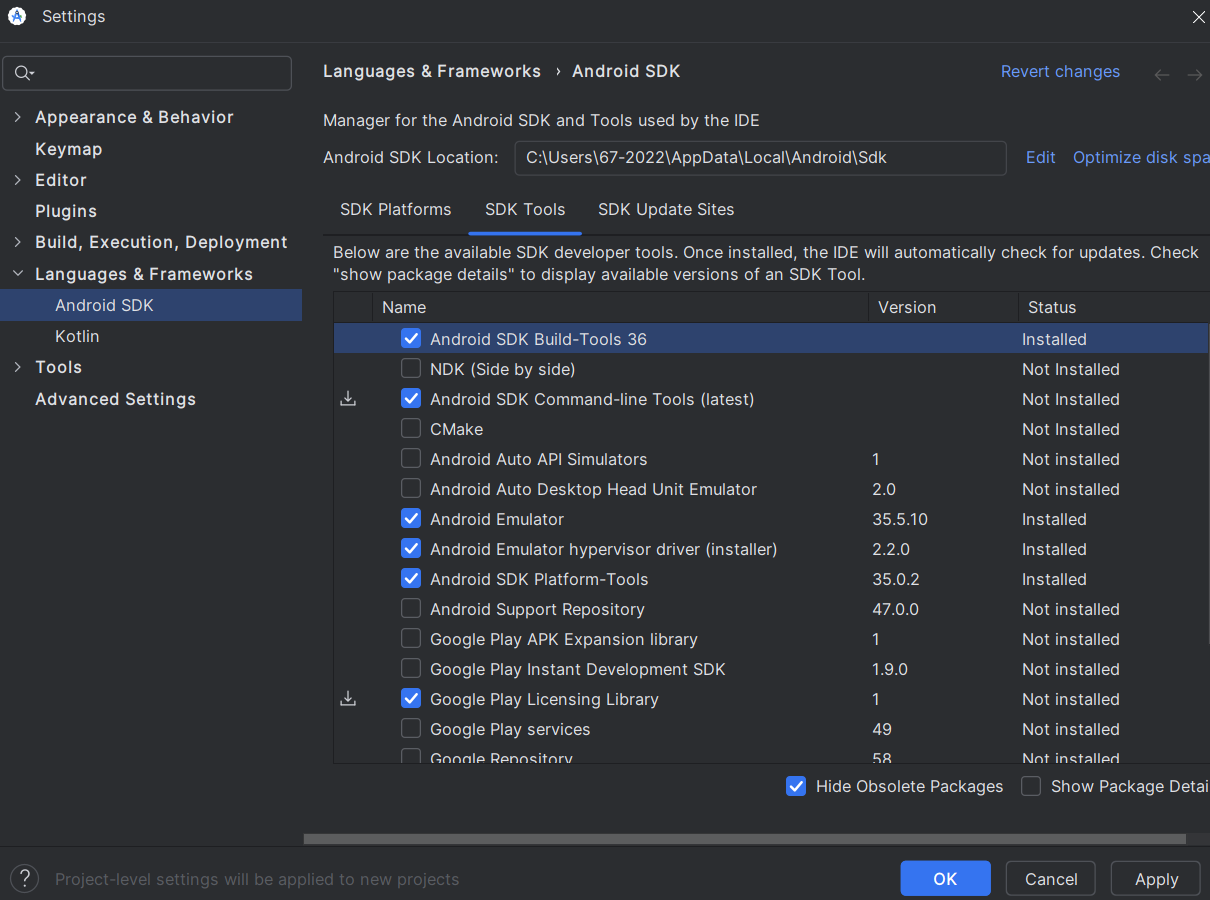 Settings
Languages & Frameworks › Android SDK
Revert changes
Appearance & Behavior
Keymap
Editor
Plugins
Build, Execution, Deployment
Languages & Frameworks
Android SDK
Kotlin
Tools
Advanced Settings
Manager for the Android SDK and Tools used by the IDE
Android SDK Location: C:\Users\67-2022\AppData\Local\Android\Sdk Edit Optimize disk spa
SDK Platforms SDK Tools SDK Update Sites
Below are the available SDK developer tools. Once installed, the IDE will automatically check for updates. Check
"show package details" to display available versions of an SDK Tool.
Name Version Status
Android SDK Build-Tools 36 Installed
NDK (Side by side) Not Installed
Android SDK Command-line Tools (latest) Not Installed
CMake Not Installed
Android Auto API Simulators 1 Not installed
Android Auto Desktop Head Unit Emulator 2.0 Not installed
Android Emulator 35.5.10 Installed
Android Emulator hypervisor driver (installer) 2.2.0 Installed
Android SDK Platform-Tools 35.0.2 Installed
Android Support Repository 47.0.0 Not installed
Google Play APK Expansion library 1 Not installed
Google Play Instant Development SDK 1.9.0 Not installed
Google Play Licensing Library 1 Not installed
Google Play services 49 Not installed
Google Repository 58 Not installed
Hide Obsolete Packages Show Package Detai
? Project-level settings will be applied to new projects
OK Cancel Apply